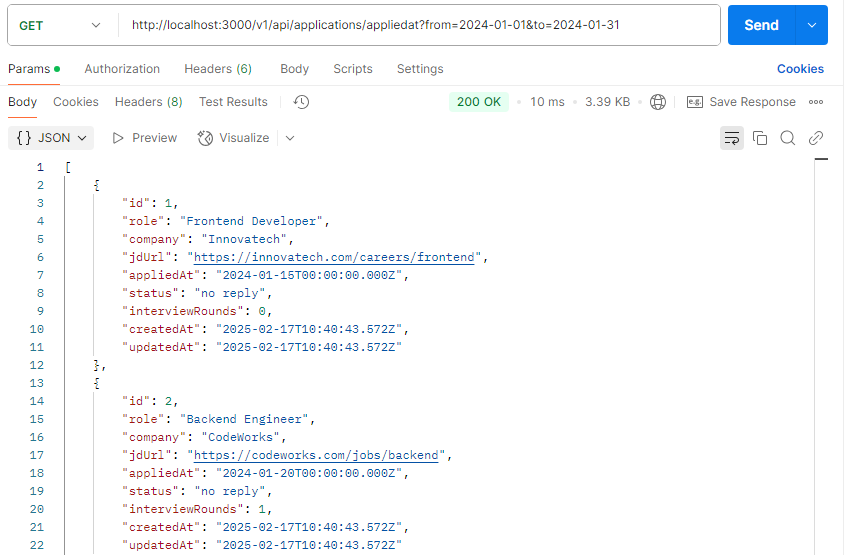 GET http://localhost:3000/v1/api/applications/appliedat?from=2024-01-01&to=2024-01-31 Send
Params Authorization Headers (6) Body Scripts Settings Cookies
Body Cookies Headers (8) Test Results 200 OK 10 ms 3.39 KB e.g. Save Response
{} JSON Preview Visualize
1 [
2 {
3 "id": 1,
4 "role": "Frontend Developer",
5 "company": "Innovatech",
6 "jdUrl": "https://innovatech.com/careers/frontend",
7 "appliedAt": "2024-01-15T00:00:00.000Z",
8 "status": "no reply",
9 "interviewRounds": 0,
10 "createdAt": "2025-02-17T10:40:43.572Z",
11 "updatedAt": "2025-02-17T10:40:43.572Z"
12 },
13 {
14 "id": 2,
15 "role": "Backend Engineer",
16 "company": "CodeWorks",
17 "jdUrl": "https://codeworks.com/jobs/backend",
18 "appliedAt": "2024-01-20T00:00:00.000Z",
19 "status": "no reply",
20 "interviewRounds": 1,
21 "createdAt": "2025-02-17T10:40:43.572Z",
22 "updatedAt": "2025-02-17T10:40:43.572Z"